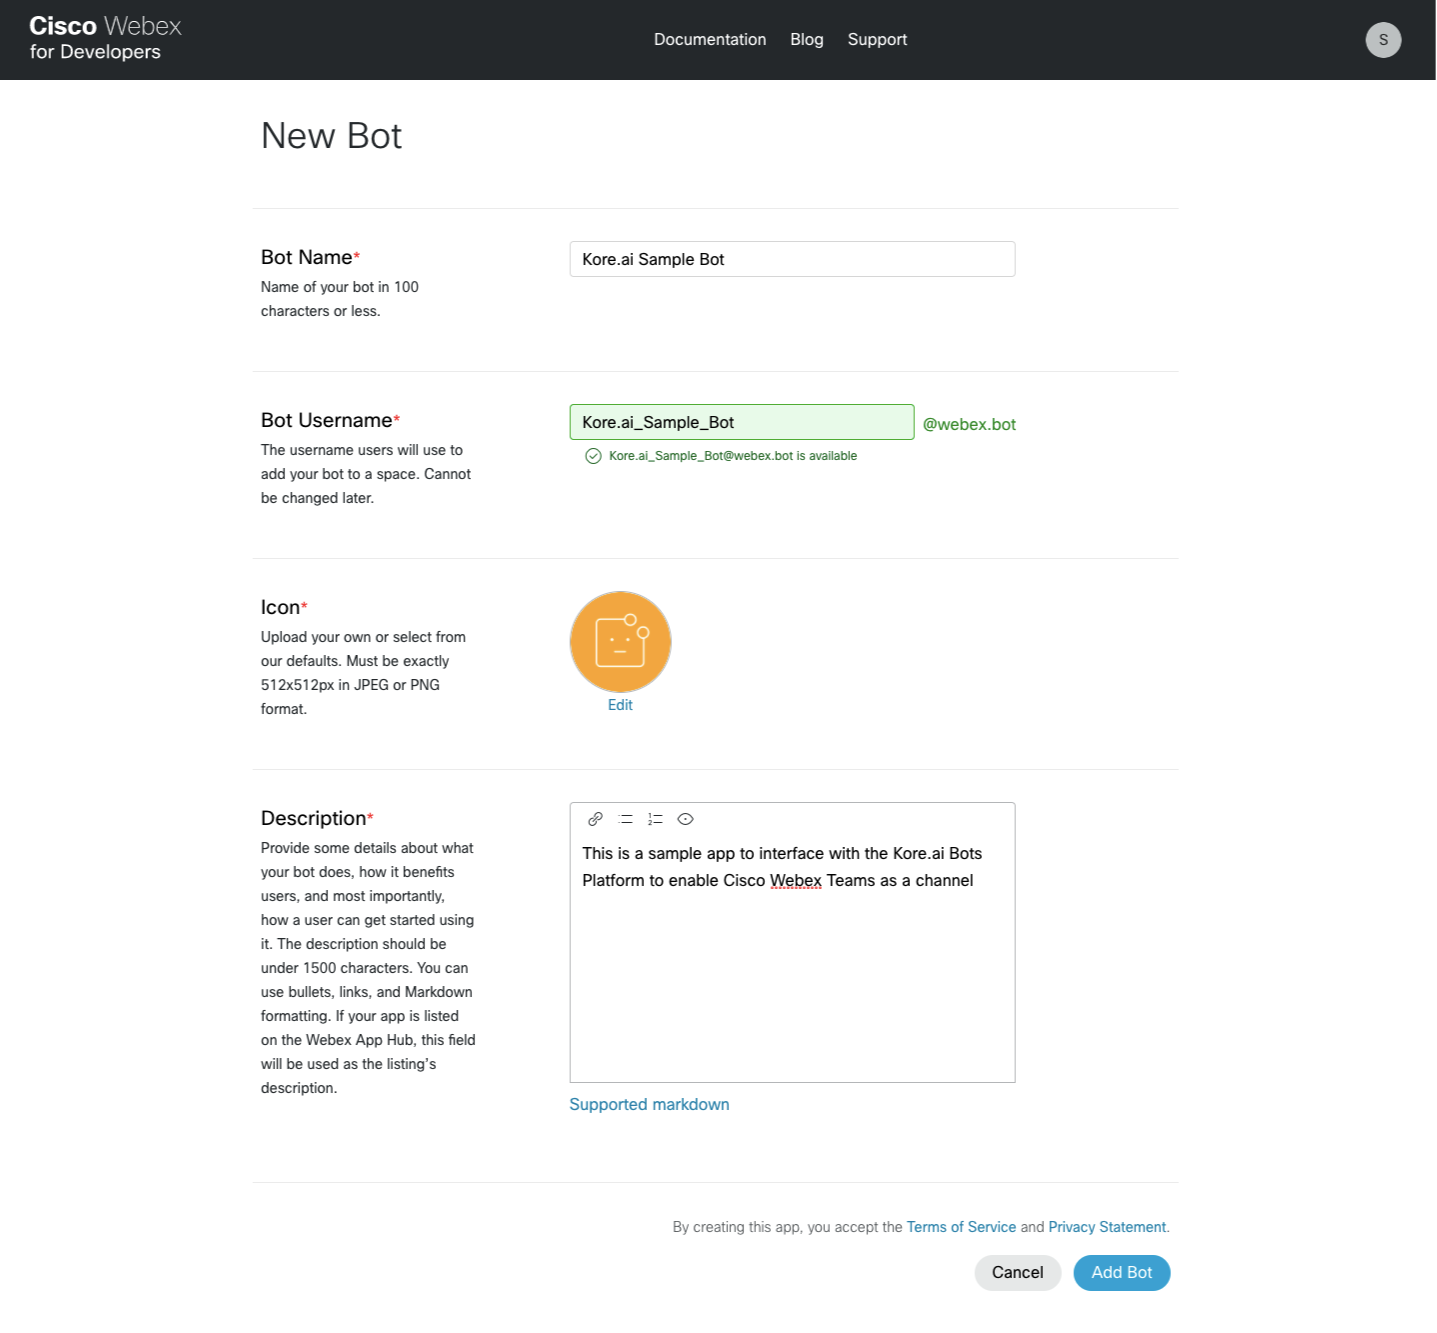 Cisco Webex
for Developers
Documentation Blog Support
S
New Bot
Bot Name*
Name of your bot in 100
characters or less.
Kore.ai Sample Bot
Bot Username*
The username users will use to
add your bot to a space. Cannot
be changed later.
Kore.ai_Sample_Bot
@webex.bot
Kore.ai_Sample_Bot@webex.bot is available
Icon*
Upload your own or select from
our defaults. Must be exactly
512x512px in JPEG or PNG
format.
Edit
Description*
Provide some details about what
your bot does, how it benefits
users, and most importantly,
how a user can get started using
it. The description should be
under 1500 characters. You can
use bullets, links, and Markdown
formatting. If your app is listed
on the Webex App Hub, this field
will be used as the listing's
description.
This is a sample app to interface with the Kore.ai Bots
Platform to enable Cisco Webex Teams as a channel
Supported markdown
By creating this app, you accept the Terms of Service and Privacy Statement.
Cancel Add Bot